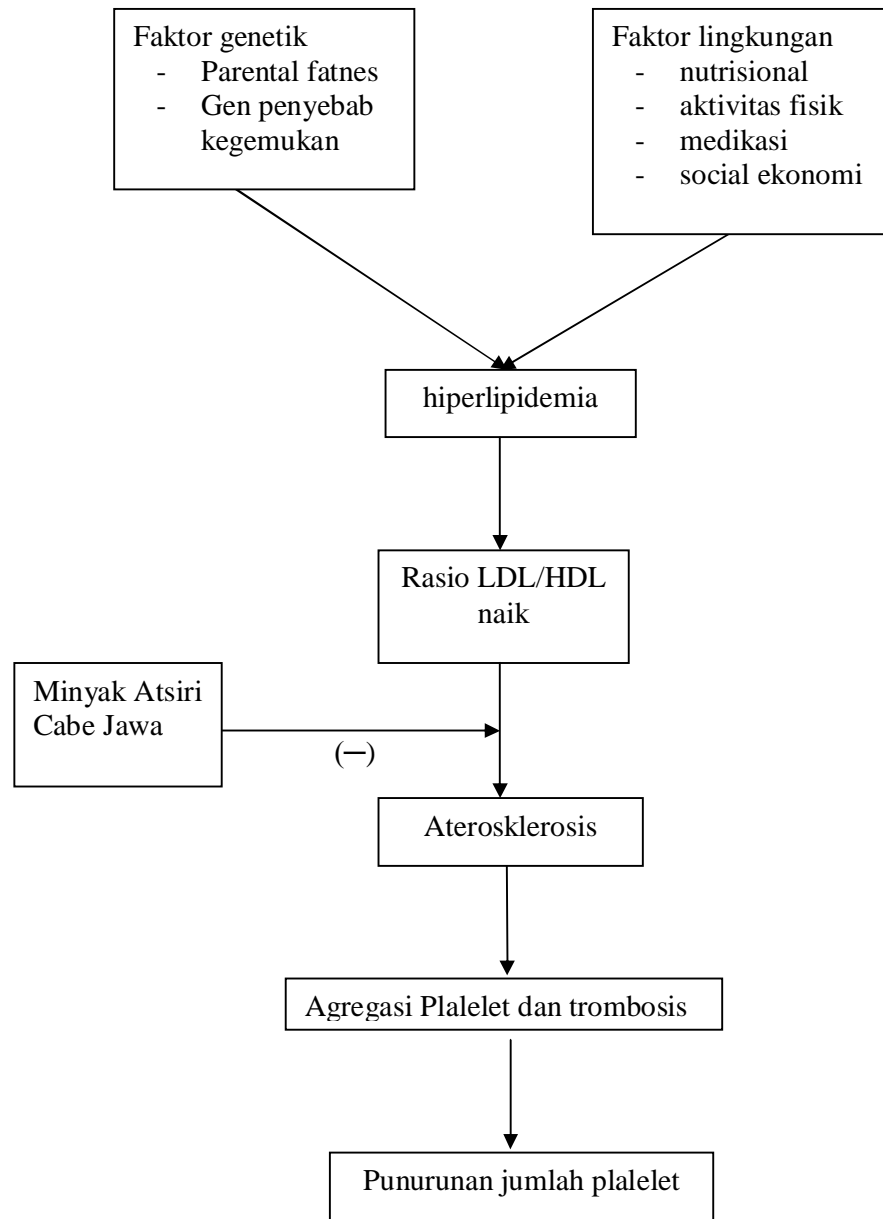 Faktor genetik
- Parental fatnes
- Gen penyebab
kegemukan
Faktor lingkungan
- nutrisional
- aktivitas fisik
- medikasi
- social ekonomi
hiperlipidemia
Rasio LDL/HDL
naik
Minyak Atsiri
Cabe Jawa
(—)
Aterosklerosis
Agregasi Plalelet dan trombosis
Punurunan jumlah plalelet